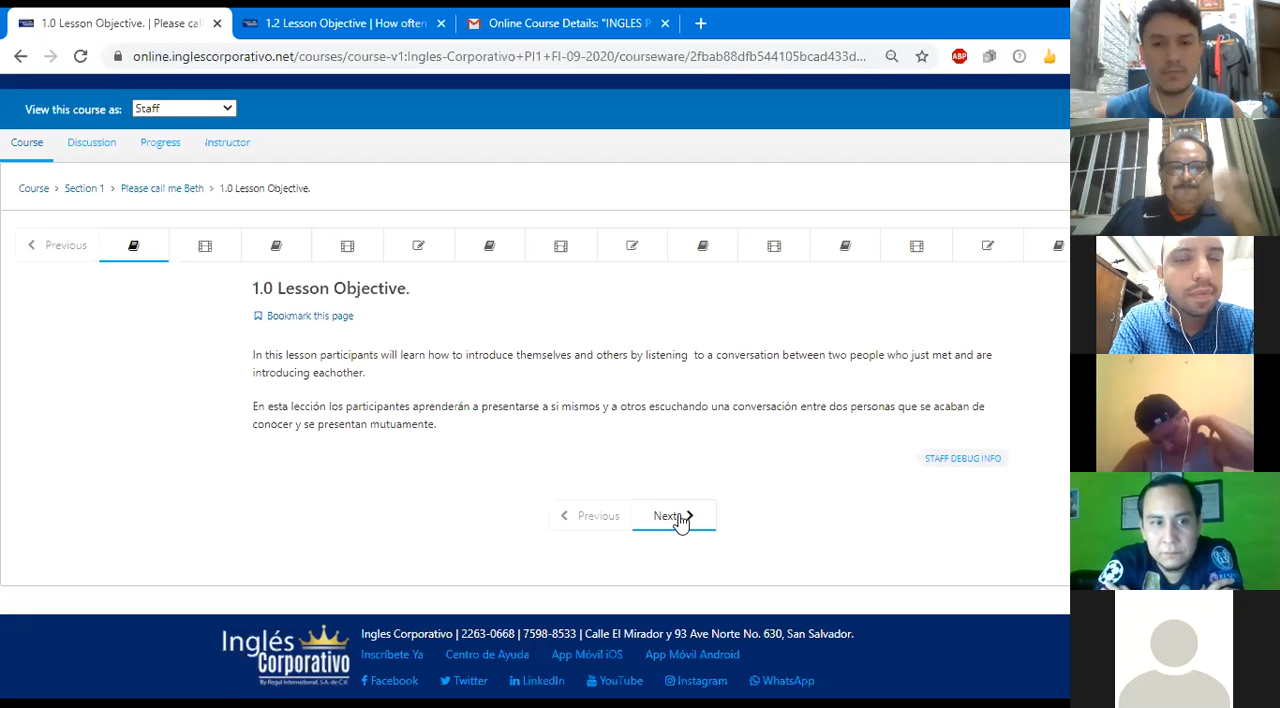 1.0 Lesson Objective. | Please cal
1.2 Lesson Objective | How often
Online Course Details: "INGLES P
online.inglescorporativo.net/courses/course-v1:Ingles-Corporativo+PI1+FI-09-2020/courseware/2fbab88dfb544105bcad433d...
ABP
View this course as: Staff
Course Discussion Progress Instructor
Course > Section 1 > Please call me Beth > 1.0 Lesson Objective.
Previous
1.0 Lesson Objective.
Bookmark this page
In this lesson participants will learn how to introduce themselves and others by listening to a conversation between two people who just met and are
introducing eachother.
En esta lección los participantes aprenderán a presentarse a si mismos y a otros escuchando una conversación entre dos personas que se acaban de
conocer y se presentan mutuamente.
STAFF DEBUG INFO
Previous Next
Inglés Corporativo
By Regal International, S.A. de C.V.
Ingles Corporativo | 2263-0668 | 7598-8533 | Calle El Mirador y 93 Ave Norte No. 630, San Salvador.
Inscríbete Ya Centro de Ayuda App Móvil iOS App Móvil Android
Facebook Twitter LinkedIn YouTube Instagram WhatsApp